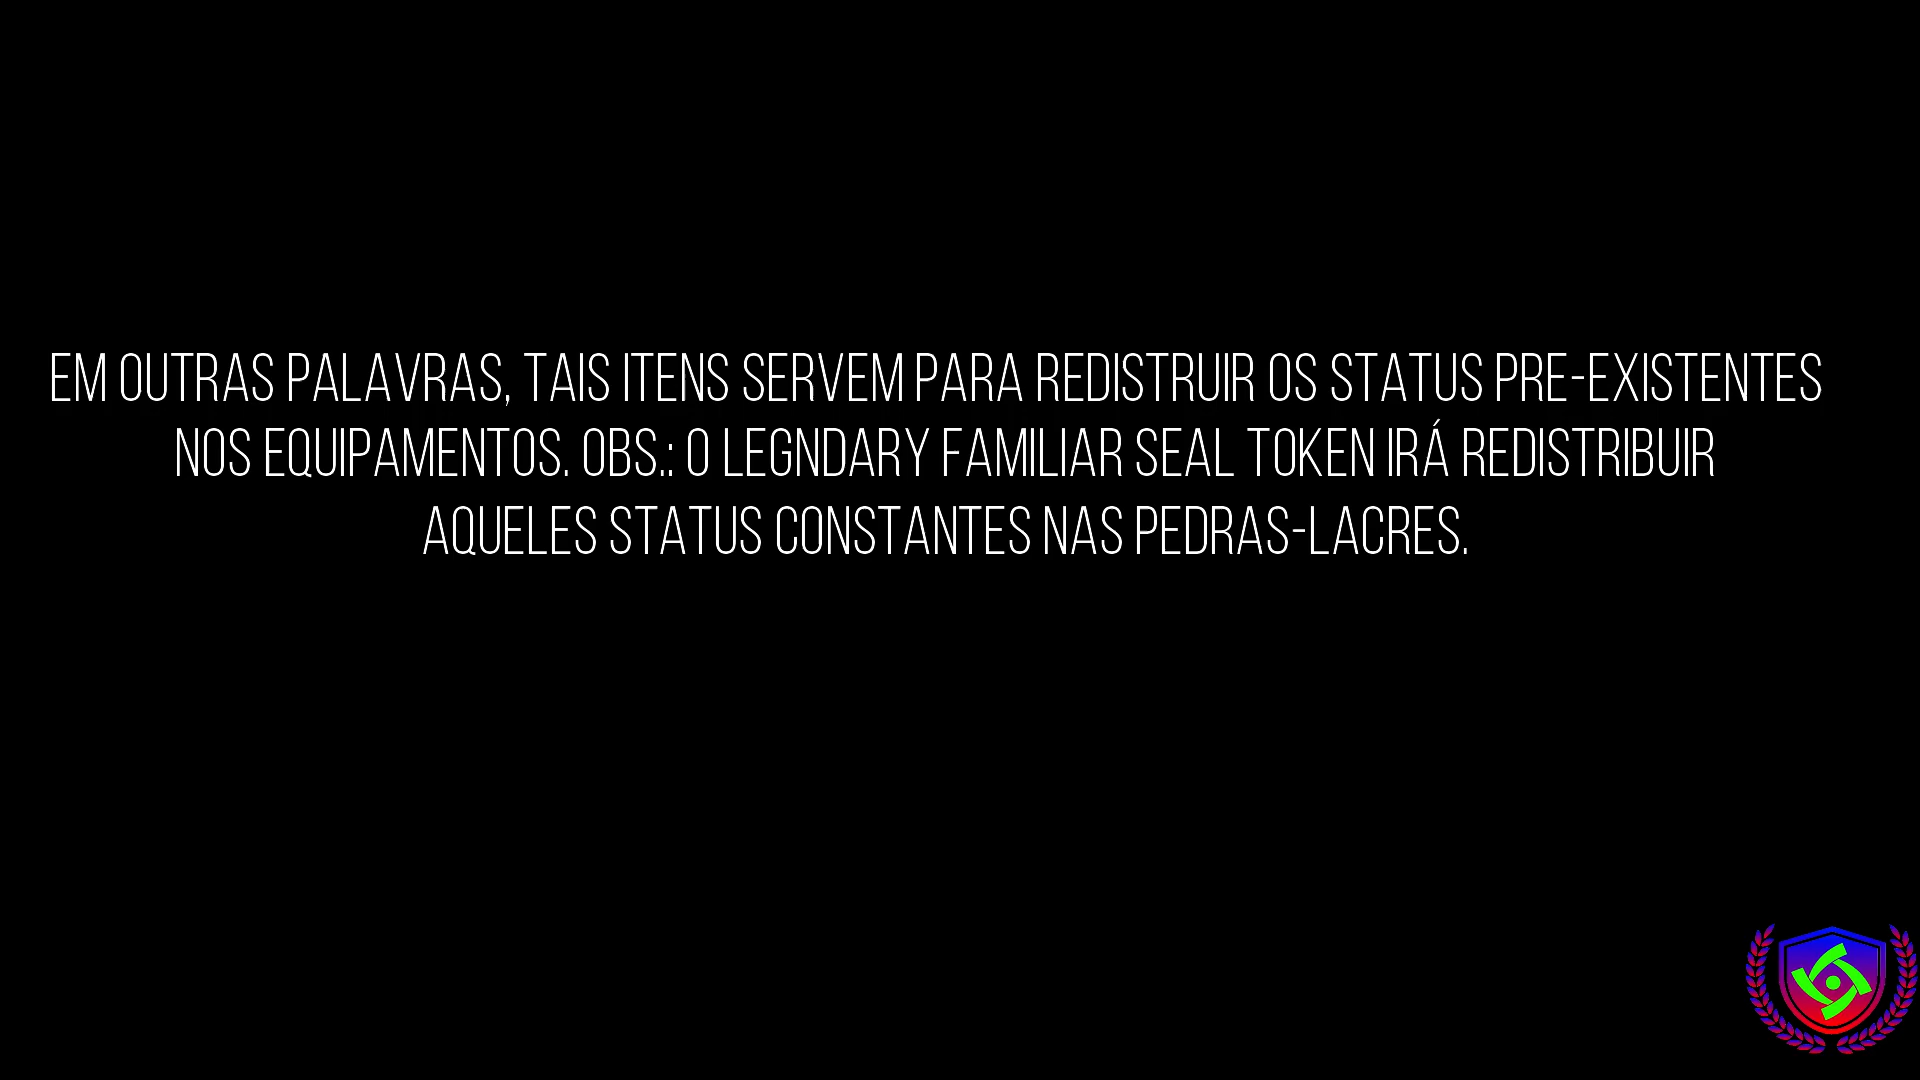 EM OUTRAS PALAVRAS, TAIS ITENS SERVEM PARA REDISTRUIR OS STATUS PRE-EXISTENTES
NOS EQUIPAMENTOS. OBS.: O LEGNDARY FAMILIAR SEAL TOKEN IRÁ REDISTRIBUIR
AQUELES STATUS CONSTANTES NAS PEDRAS-LACRES.